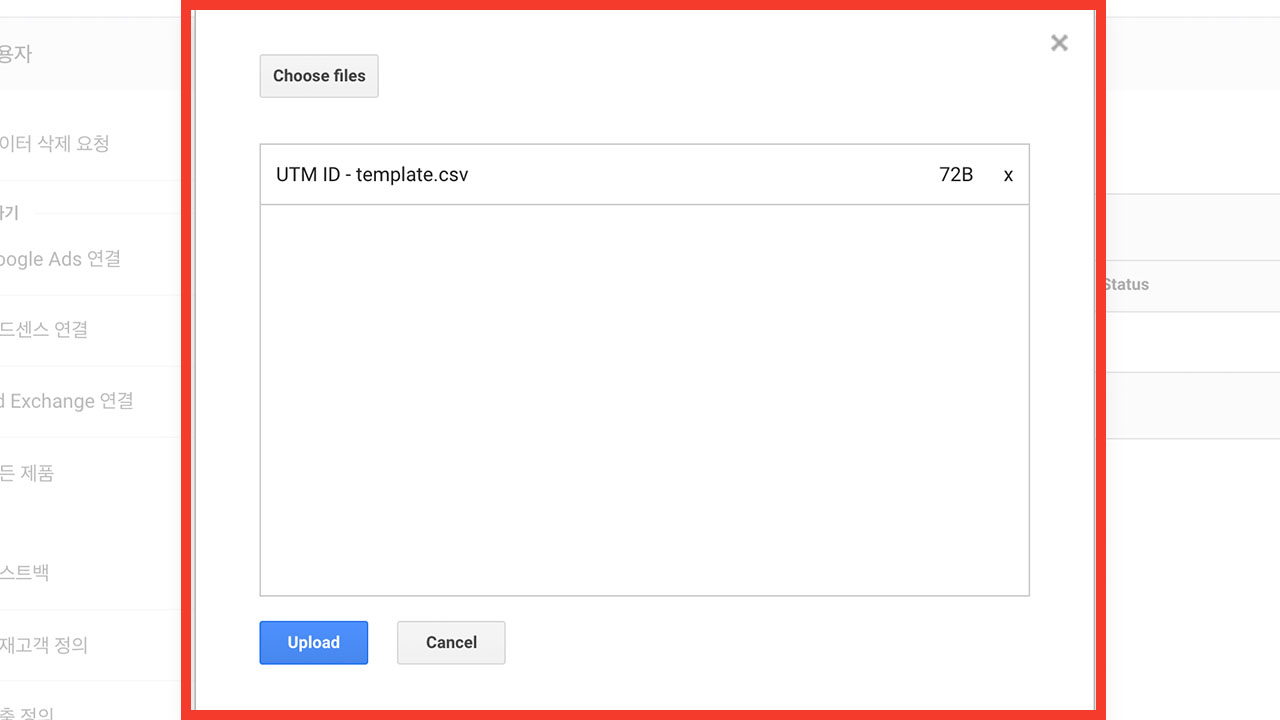 Choose files
UTM ID - template.csv 72B x
Upload Cancel
용자
이터 삭제 요청
하기
oogle Ads 연결
드센스 연결
d Exchange 연결
든 제품
스트백
재고객 정의
출 정의
Status